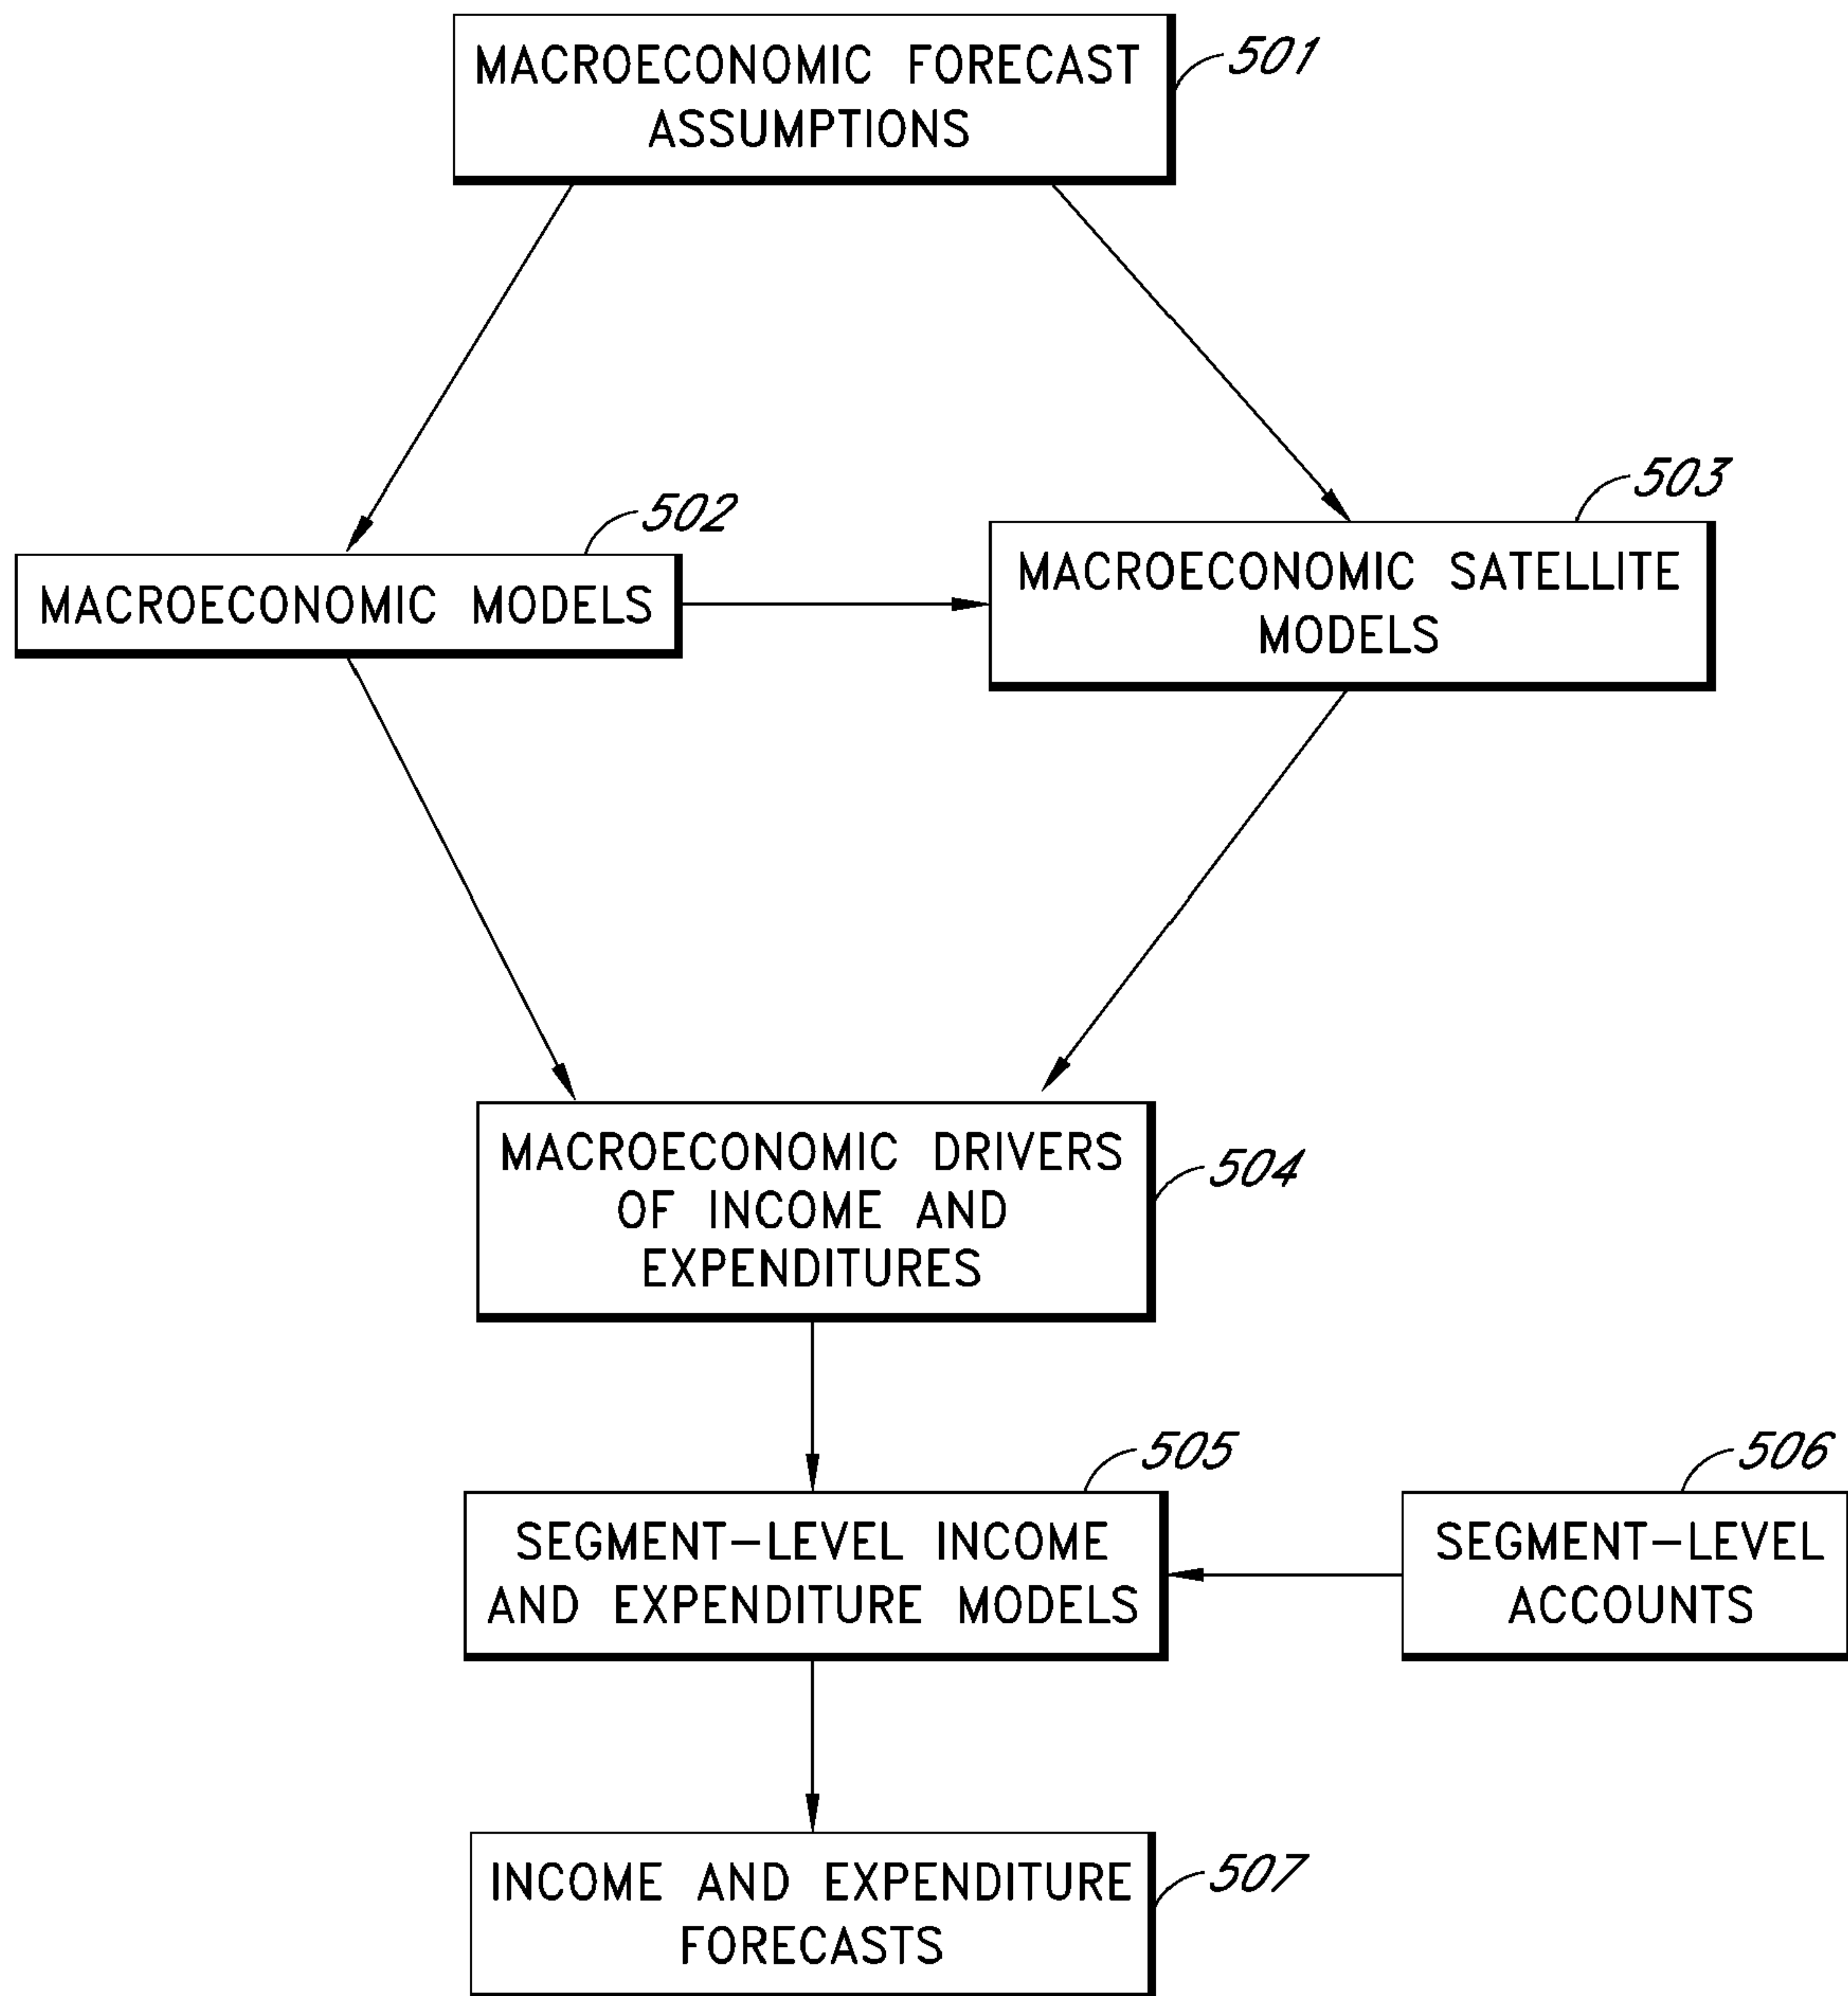 MACROECONOMIC FORECAST
ASSUMPTIONS
501
502
MACROECONOMIC MODELS
503
MACROECONOMIC SATELLITE
MODELS
MACROECONOMIC DRIVERS
OF INCOME AND
EXPENDITURES
504
505
SEGMENT-LEVEL INCOME
AND EXPENDITURE MODELS
506
SEGMENT-LEVEL
ACCOUNTS
INCOME AND EXPENDITURE
FORECASTS
507